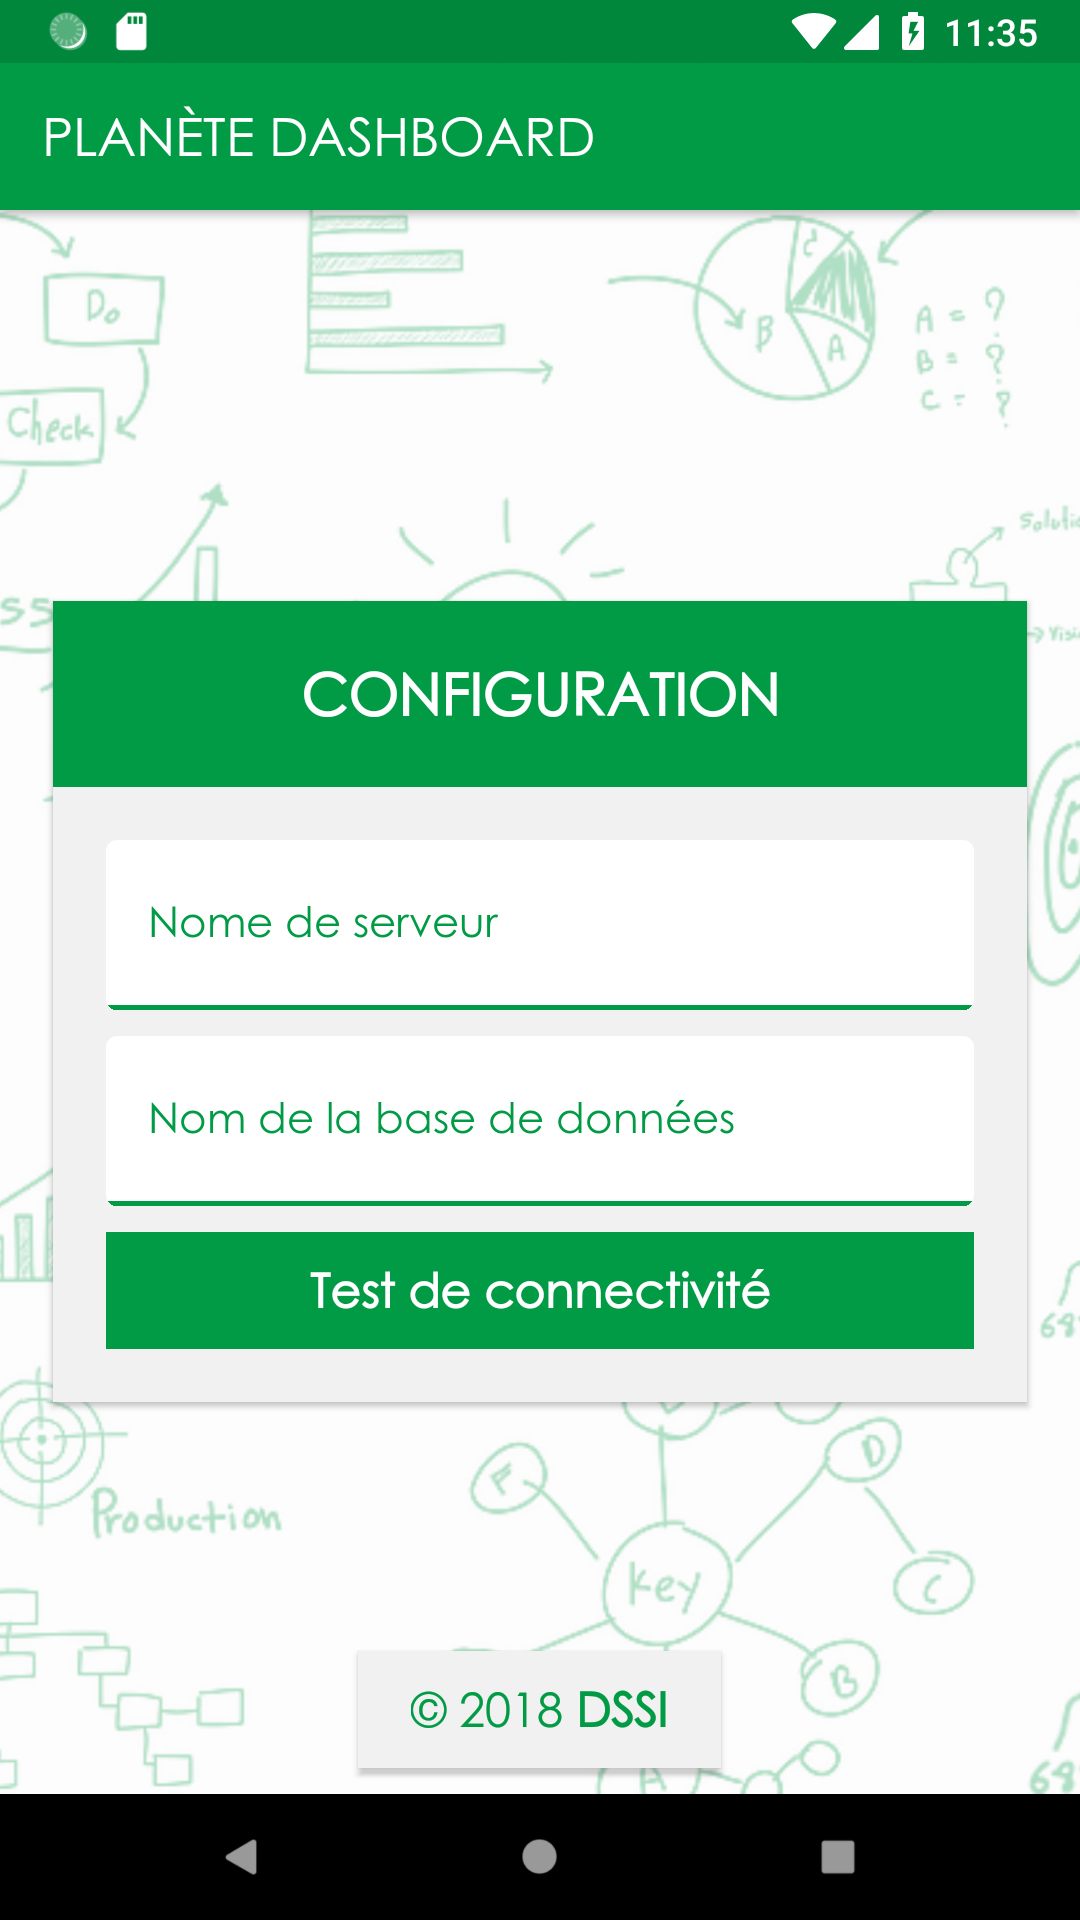 11:35
PLANÈTE DASHBOARD
C
Do
B
A
A = ?
B = ?
C = ?
Check
CONFIGURATION
Nome de serveur
Nom de la base de données
Test de connectivité
Production
F
D
Key
C
B
© 2018 DSSI
A